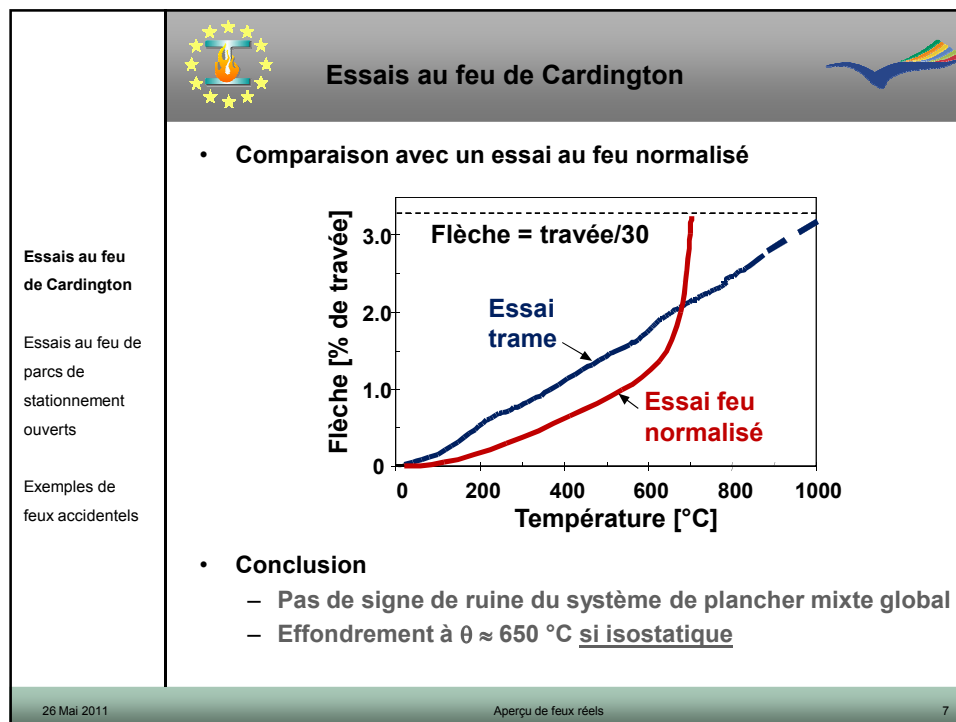 Essais au feu de Cardington
Essais au feu
de Cardington
Essais au feu de
parcs de
stationnement
ouverts
Exemples de
feux accidentels
• Comparaison avec un essai au feu normalisé
Flèche [% de travée]
3.0
2.0
1.0
0
Flèche = travée/30
Essai
trame
Essai feu
normalisé
0 200 400 600 800 1000
Température [°C]
• Conclusion
– Pas de signe de ruine du système de plancher mixte global
– Effondrement à θ ≈ 650 °C si isostatique
26 Mai 2011 Aperçu de feux réels 7